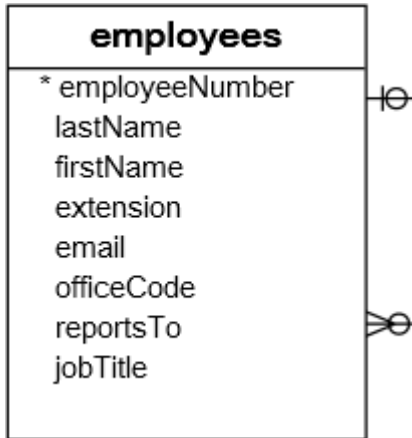 employees
* employeeNumber
lastName
firstName
extension
email
officeCode
reportsTo
jobTitle